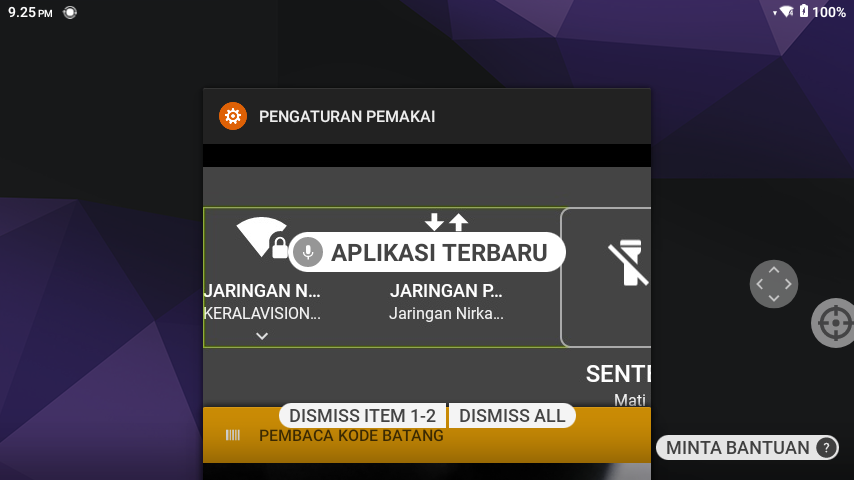 9.25 PM
100%
PENGATURAN PEMAKAI
APLIKASI TERBARU
JARINGAN N...
JARINGAN P...
KERALAVISION...
Jaringan Nirka...
SENTE
Mati
DISMISS ITEM 1-2
DISMISS ALL
PEMBACA KODE BATANG
MINTA BANTUAN ?